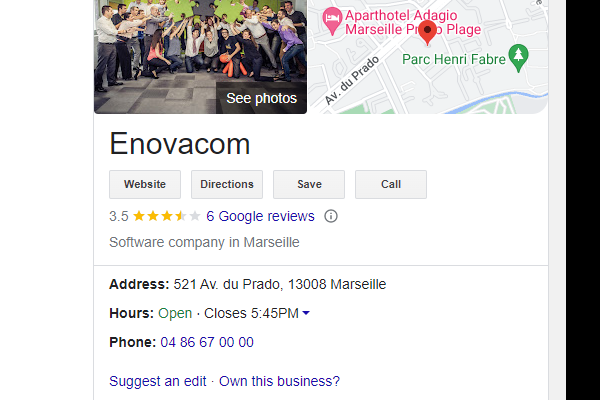 See photos
Aparthotel Adagio
Marseille Prado Plage
Parc Henri Fabre
Av. du Prado
Enovacom
Website
Directions
Save
Call
3.5 6 Google reviews
Software company in Marseille
Address: 521 Av. du Prado, 13008 Marseille
Hours: Open · Closes 5:45PM
Phone: 04 86 67 00 00
Suggest an edit · Own this business?